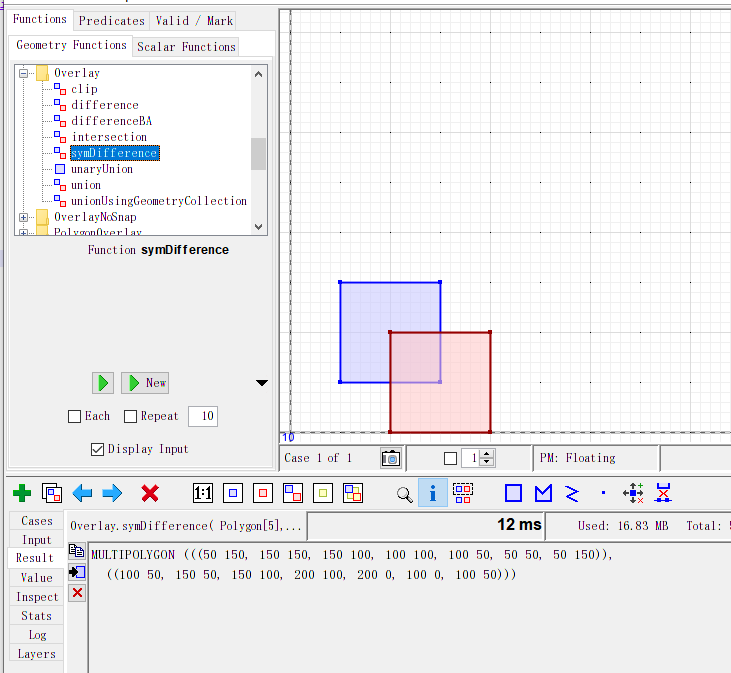 Functions Predicates Valid / Mark
Geometry Functions Scalar Functions
Overlay
clip
difference
differenceBA
intersection
symDifference
unaryUnion
union
unionUsingGeometryCollection
OverlayNoSnap
PolygonOverlay
Function symDifference
New
Each Repeat 10
Display Input
10
Case 1 of 1 1 PM: Floating
1:1
Cases
Input
Result
Value
Inspect
Stats
Log
Layers
Overlay.symDifference( Polygon[5],... 12 ms Used: 16.83 MB Total:
MULTIPOLYGON (((50 150, 150 150, 150 100, 100 100, 100 50, 50 50, 50 150)),
((100 50, 150 50, 150 100, 200 100, 200 0, 100 0, 100 50)))